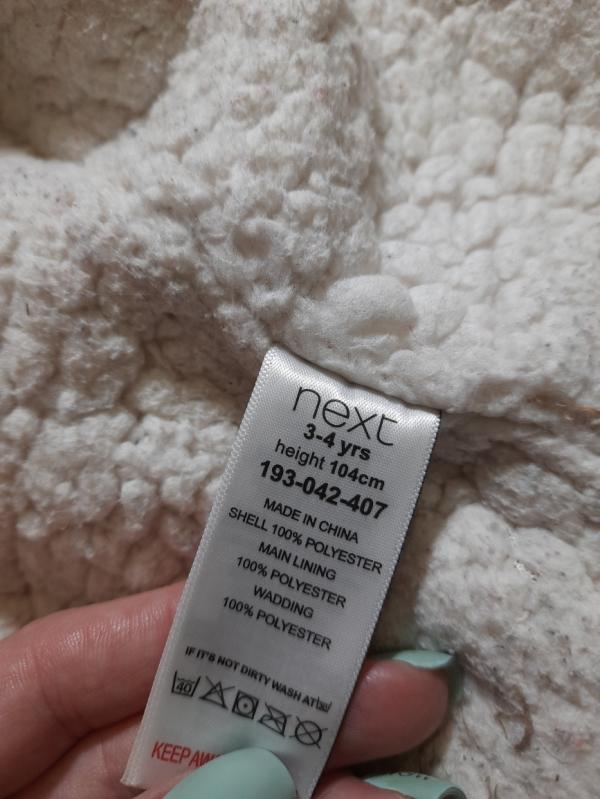 next
3-4 yrs
height 104cm
193-042-407
MADE IN CHINA
SHELL 100% POLYESTER
MAIN LINING
100% POLYESTER
WADDING
100% POLYESTER
IF IT'S NOT DIRTY WASH AT
40
KEEP